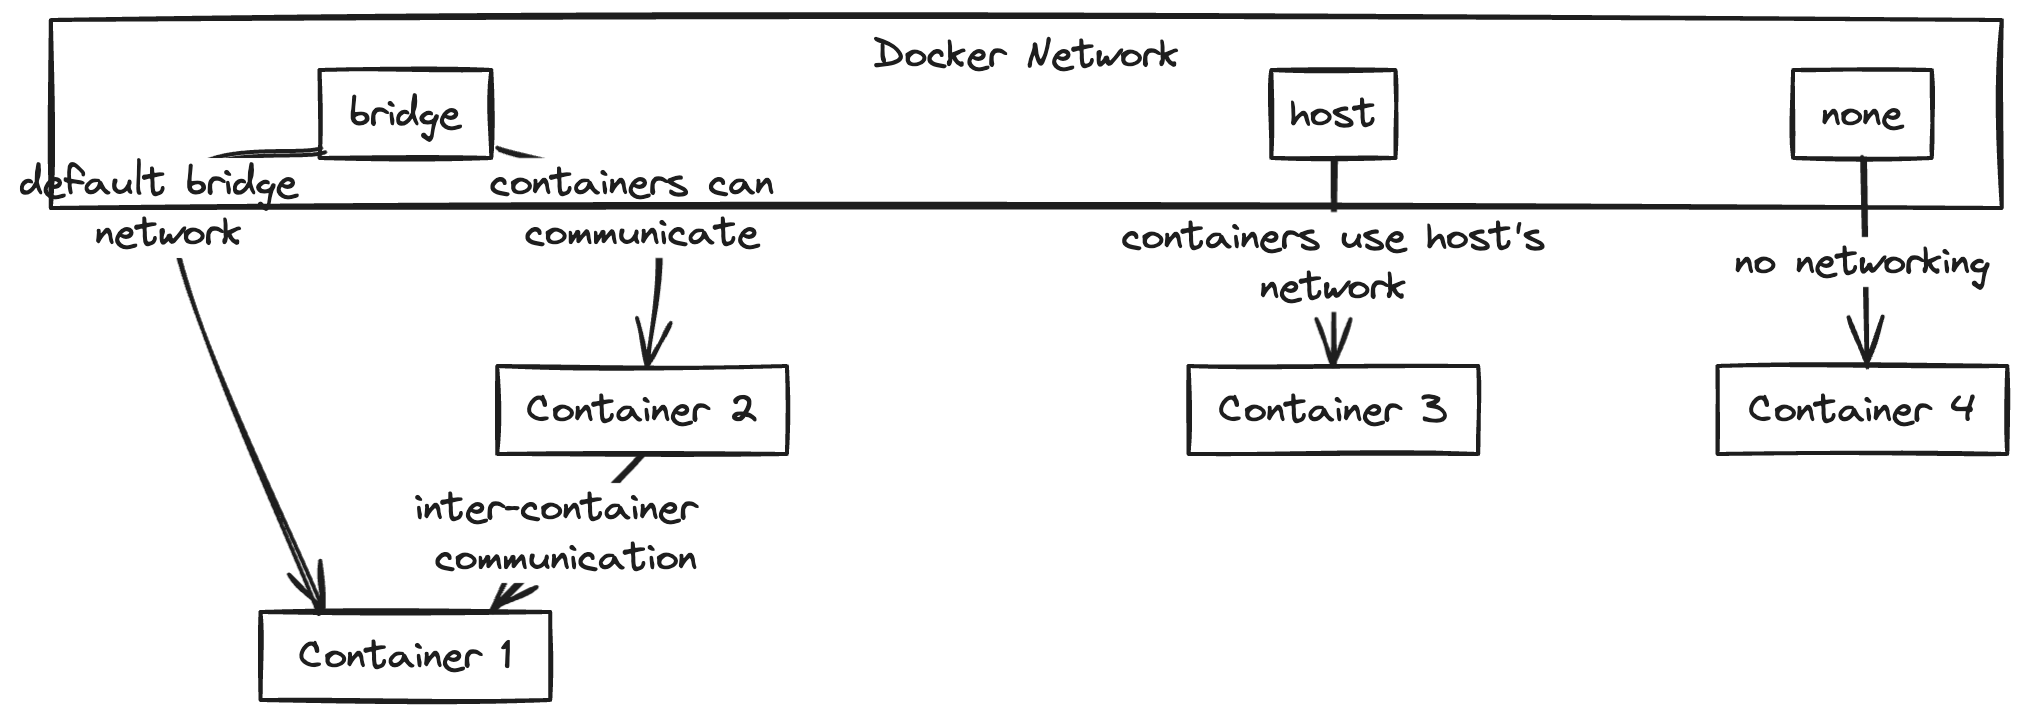 Docker Network
bridge
host
none
default bridge
network
containers can
communicate
containers use host's
network
no networking
Container 2
Container 3
Container 4
inter-container
communication
Container 1